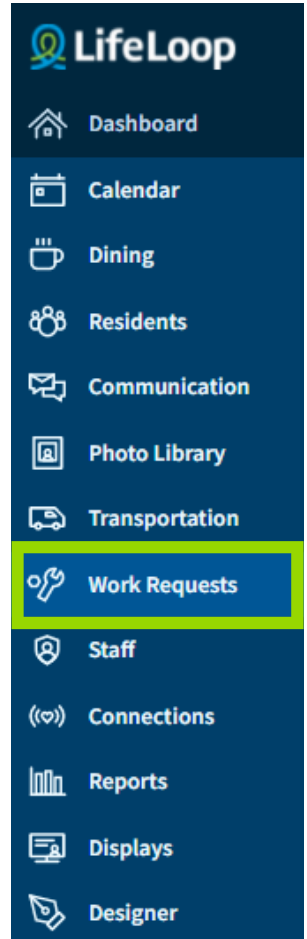 LifeLoop
Dashboard
Calendar
Dining
Residents
Communication
Photo Library
Transportation
Work Requests
Staff
Connections
Reports
Displays
Designer